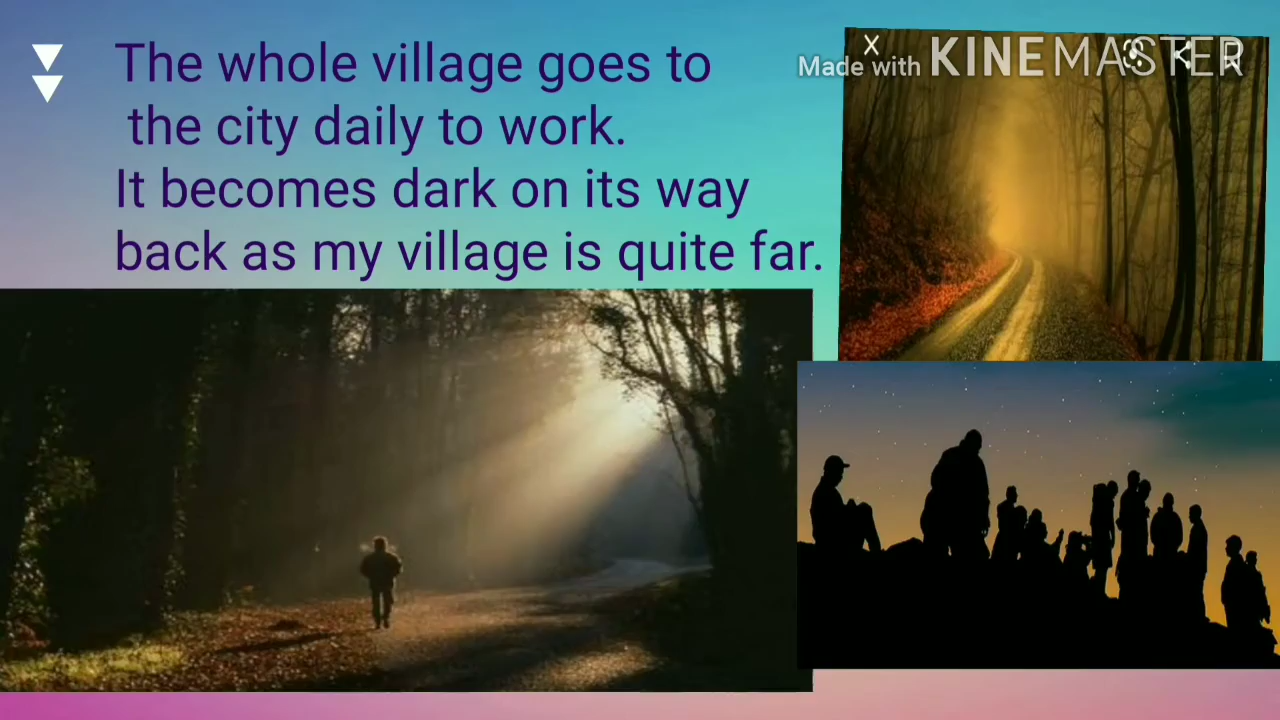 The whole village goes to
the city daily to work.
It becomes dark on its way
back as my village is quite far.
Made with KINEMASTER